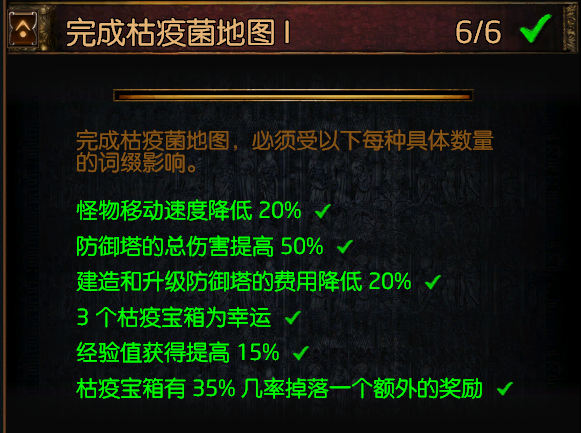 完成枯疫菌地图 I 6/6
完成枯疫菌地图，必须受以下每种具体数量
的词缀影响。
怪物移动速度降低 20%
防御塔的总伤害提高 50%
建造和升级防御塔的费用降低 20%
3 个枯疫宝箱为幸运
经验值获得提高 15%
枯疫宝箱有 35% 几率掉落一个额外的奖励